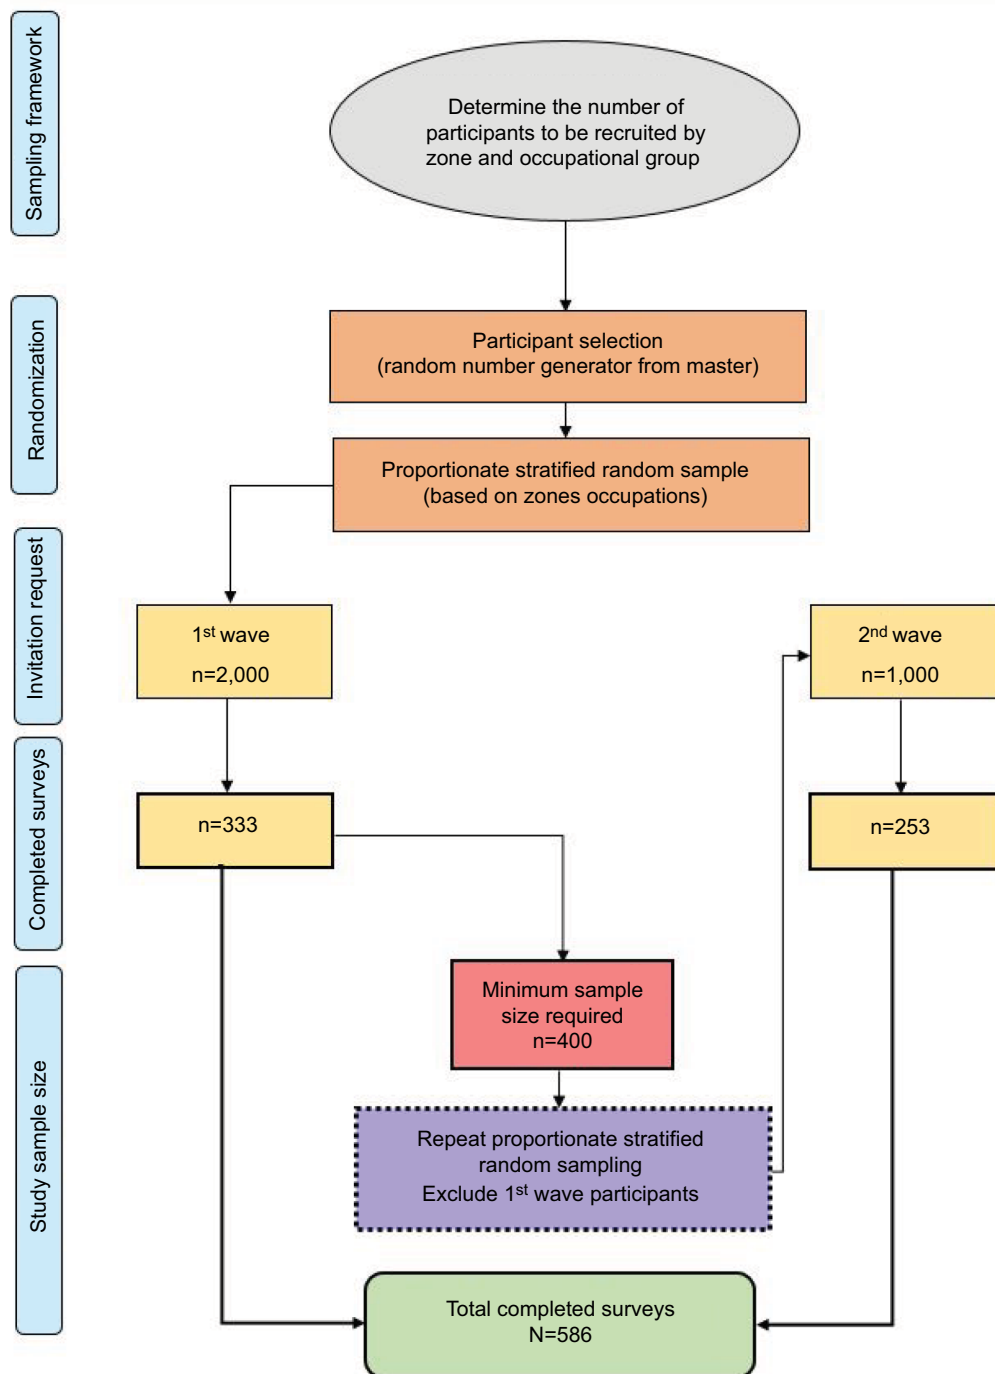 Sampling framework
Determine the number of
participants to be recruited by
zone and occupational group
Randomization
Participant selection
(random number generator from master)
Proportionate stratified random sample
(based on zones occupations)
Invitation request
1st wave
n=2,000
2nd wave
n=1,000
Completed surveys
n=333
n=253
Study sample size
Minimum sample
size required
n=400
Repeat proportionate stratified
random sampling
Exclude 1st wave participants
Total completed surveys
N=586